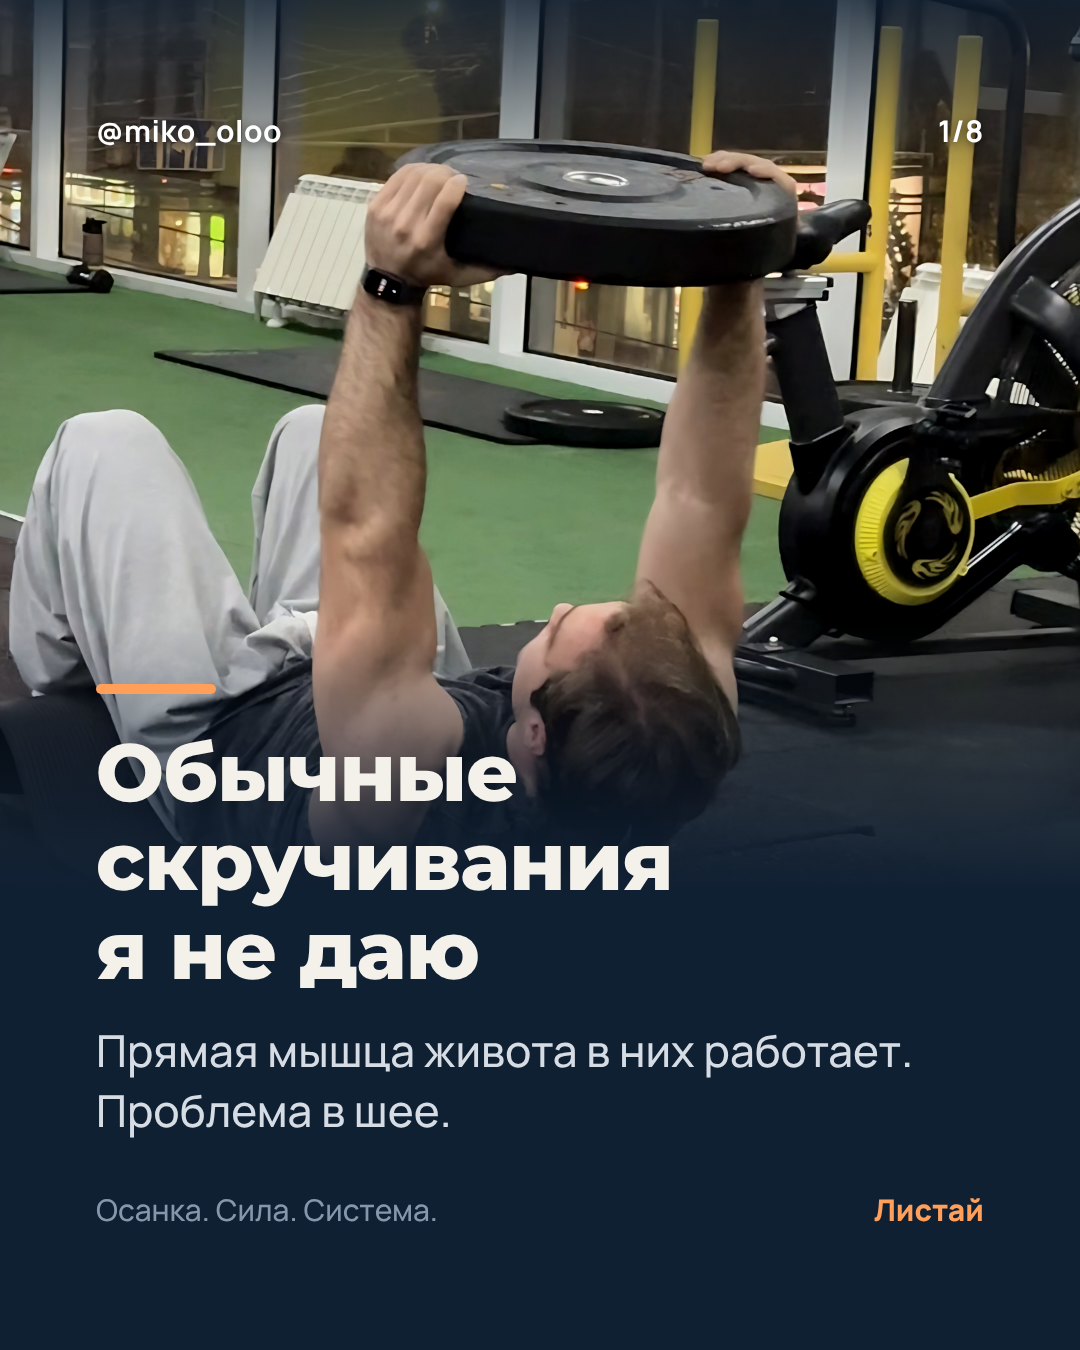 @miko_oloo
1/8
Обычные
скручивания
я не даю
Прямая мышца живота в них работает.
Проблема в шее.
Осанка. Сила. Система.
Листай